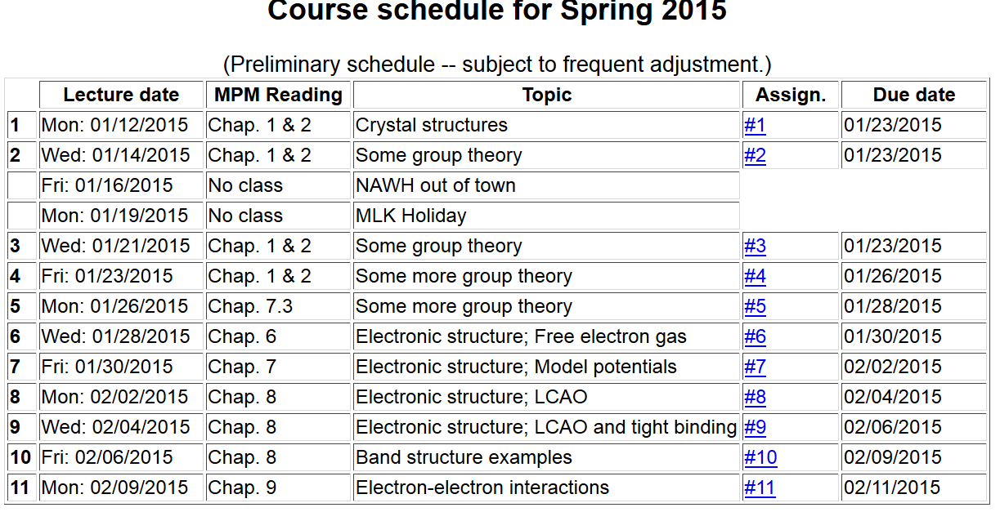 Course schedule for Spring 2015
(Preliminary schedule -- subject to frequent adjustment.)
Lecture date MPM Reading Topic Assign. Due date
1 Mon: 01/12/2015 Chap. 1 & 2 Crystal structures #1 01/23/2015
2 Wed: 01/14/2015 Chap. 1 & 2 Some group theory #2 01/23/2015
Fri: 01/16/2015 No class NAWH out of town
Mon: 01/19/2015 No class MLK Holiday
3 Wed: 01/21/2015 Chap. 1 & 2 Some group theory #3 01/23/2015
4 Fri: 01/23/2015 Chap. 1 & 2 Some more group theory #4 01/26/2015
5 Mon: 01/26/2015 Chap. 7.3 Some more group theory #5 01/28/2015
6 Wed: 01/28/2015 Chap. 6 Electronic structure; Free electron gas #6 01/30/2015
7 Fri: 01/30/2015 Chap. 7 Electronic structure; Model potentials #7 02/02/2015
8 Mon: 02/02/2015 Chap. 8 Electronic structure; LCAO #8 02/04/2015
9 Wed: 02/04/2015 Chap. 8 Electronic structure; LCAO and tight binding #9 02/06/2015
10 Fri: 02/06/2015 Chap. 8 Band structure examples #10 02/09/2015
11 Mon: 02/09/2015 Chap. 9 Electron-electron interactions #11 02/11/2015